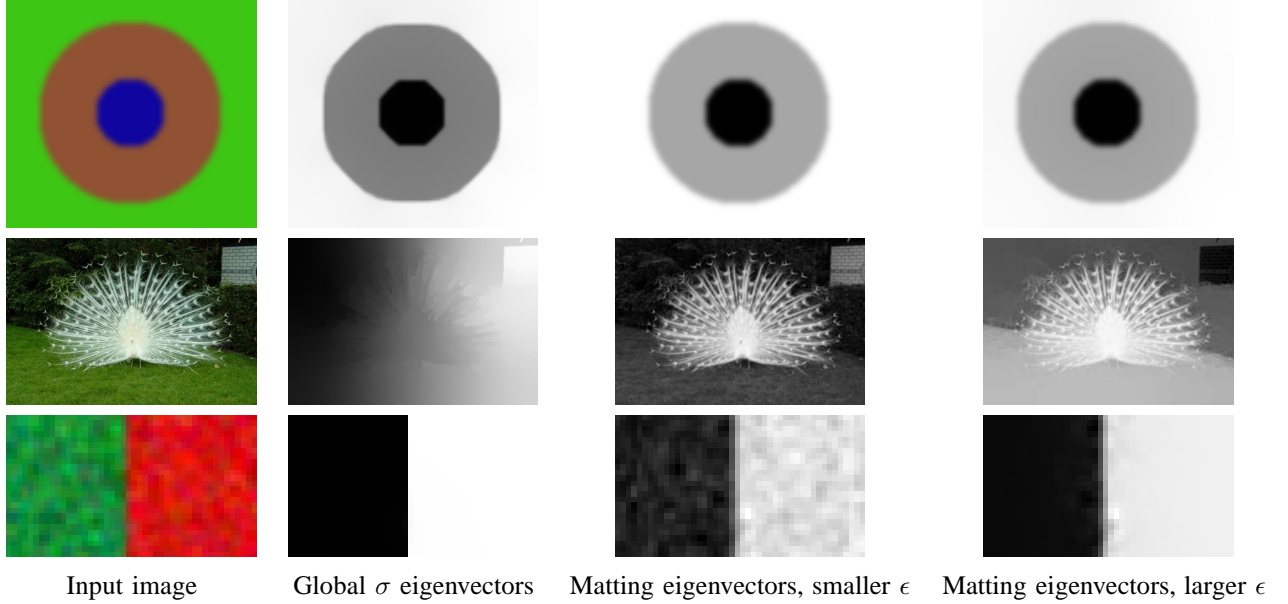 Input image
Global σ eigenvectors
Matting eigenvectors, smaller ϵ
Matting eigenvectors, larger ϵ